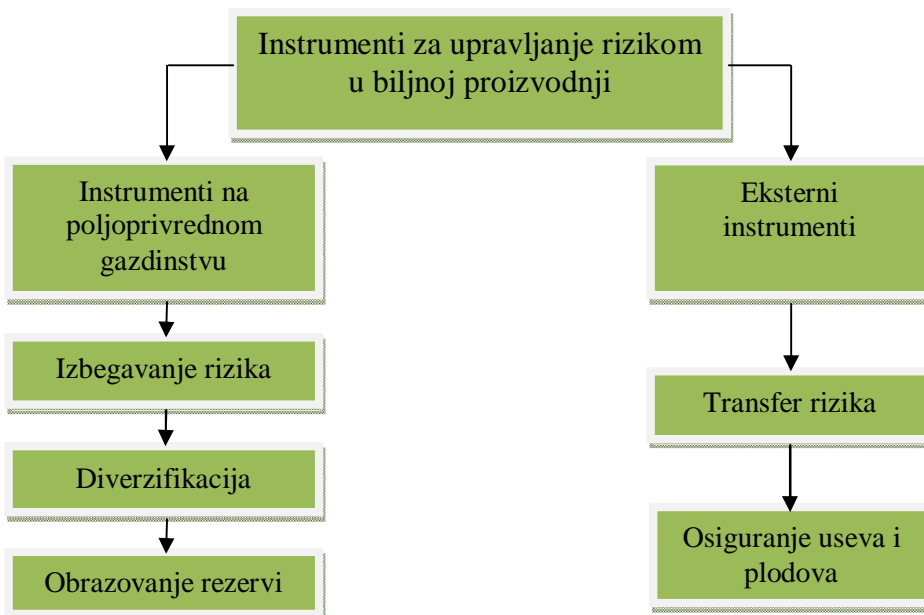 Instrumenti za upravljanje rizikom
u biljnoj proizvodnji
Instrumenti na
poljoprivrednom
gazdinstvu
Eksterni
instrumenti
Izbegavanje rizika
Transfer rizika
Diverzifikacija
Osiguranje useva i
plodova
Obrazovanje rezervi